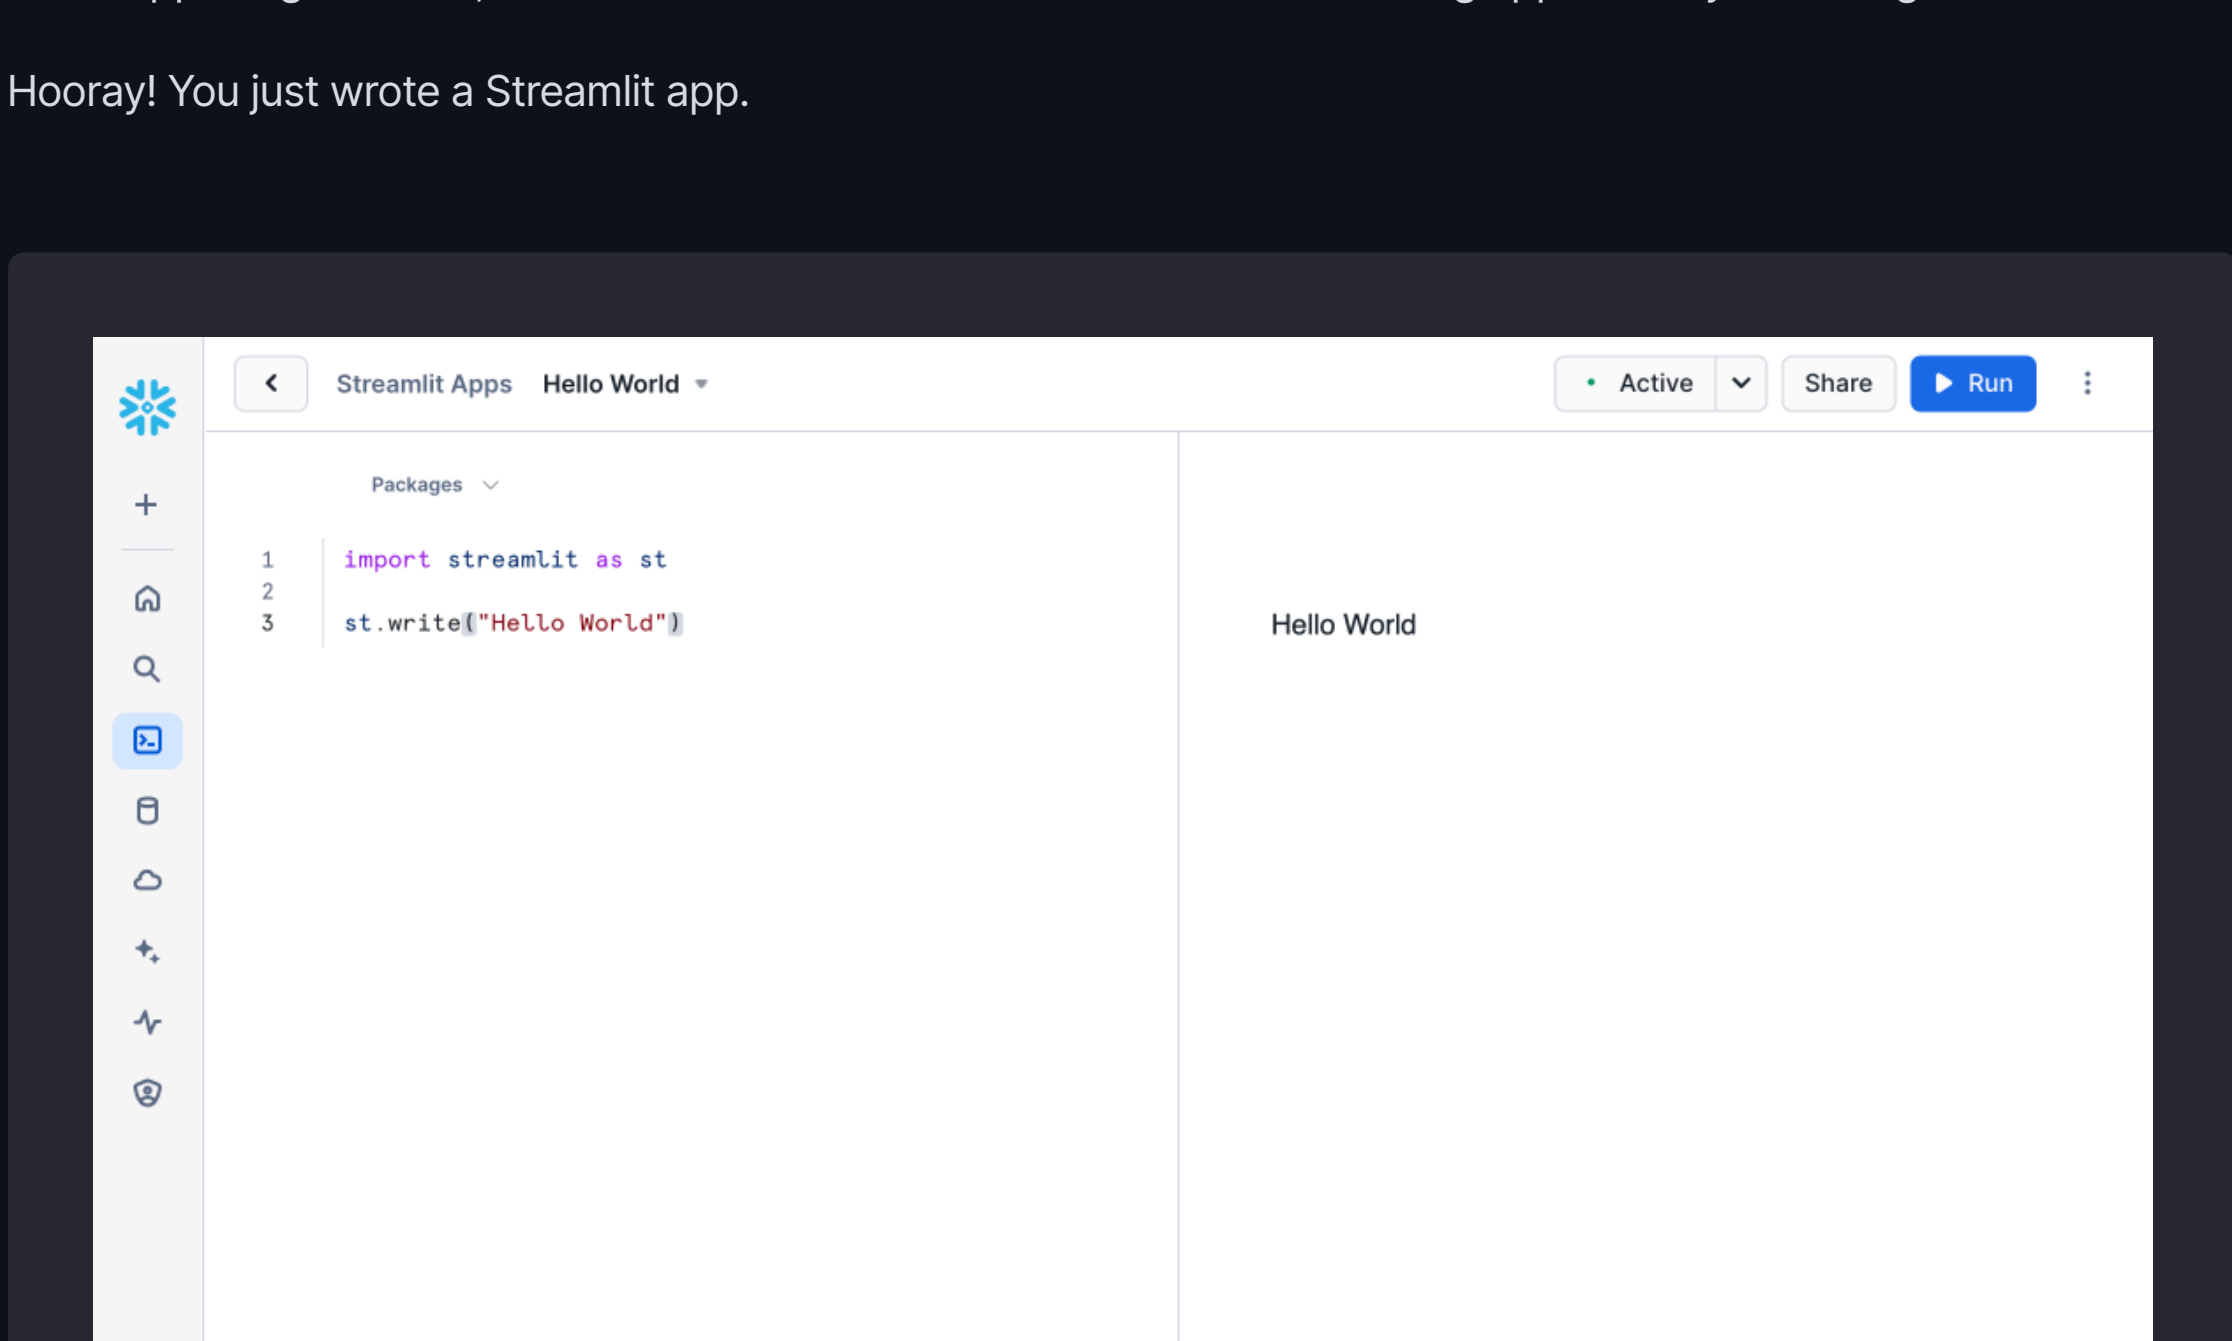 Hooray! You just wrote a Streamlit app.
Streamlit Apps Hello World Active Share Run
Packages
1 import streamlit as st
2
3 st.write("Hello World")
Hello World